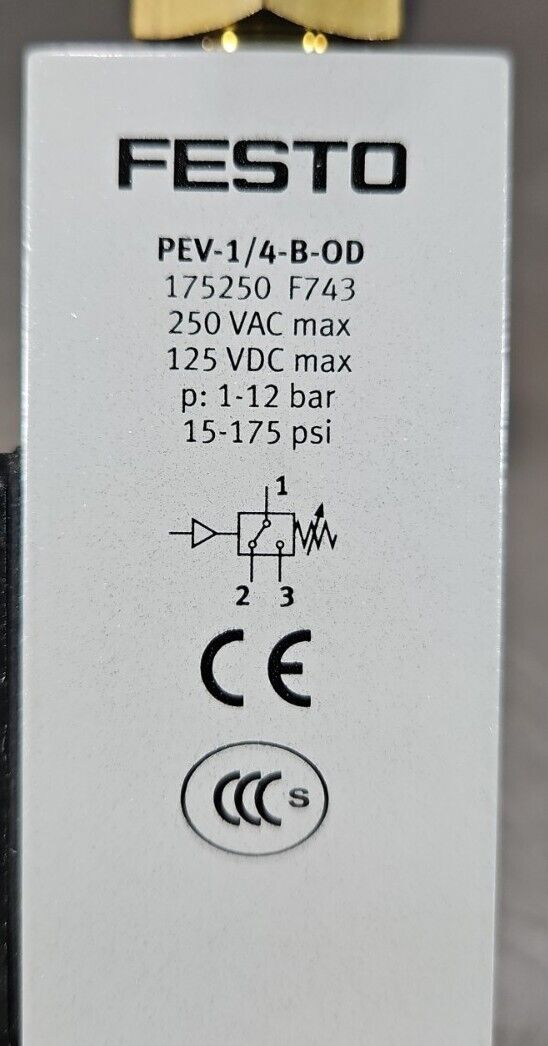 FESTO
PEV-1/4-B-OD
175250 F743
250 VAC max
125 VDC max
p: 1-12 bar
15-175 psi
1
2 3
CE
CCC S